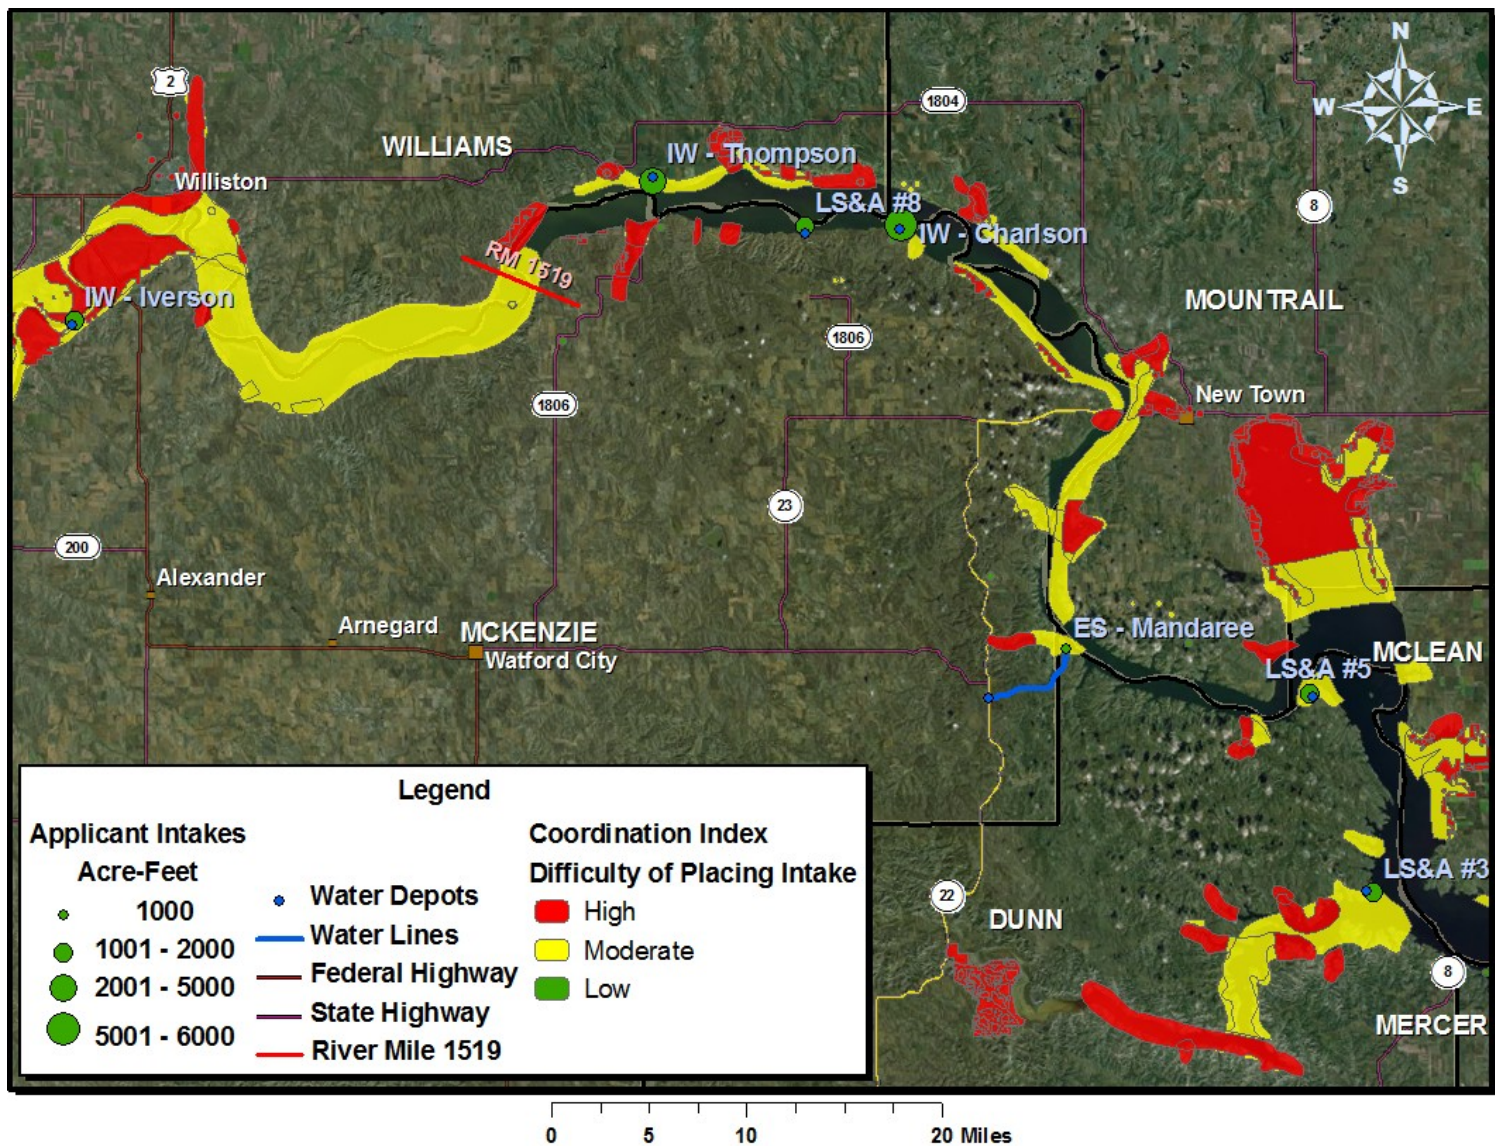 N
W E
S
2
1804
8
WILLIAMS
IW - Thompson
Williston
LS&A #8
IW - Charlson
RM 1519
IW - Iverson
MOUNTRAIL
1806
1806
New Town
23
200
Alexander
Arnegard
MCKENZIE
Watford City
ES - Mandaree
MCLEAN
LS&A #5
LS&A #3
22
DUNN
8
MERCER
Legend
Applicant Intakes
Acre-Feet
1000
1001 - 2000
2001 - 5000
5001 - 6000
Water Depots
Water Lines
Federal Highway
State Highway
River Mile 1519
Coordination Index
Difficulty of Placing Intake
High
Moderate
Low
0 5 10 20 Miles